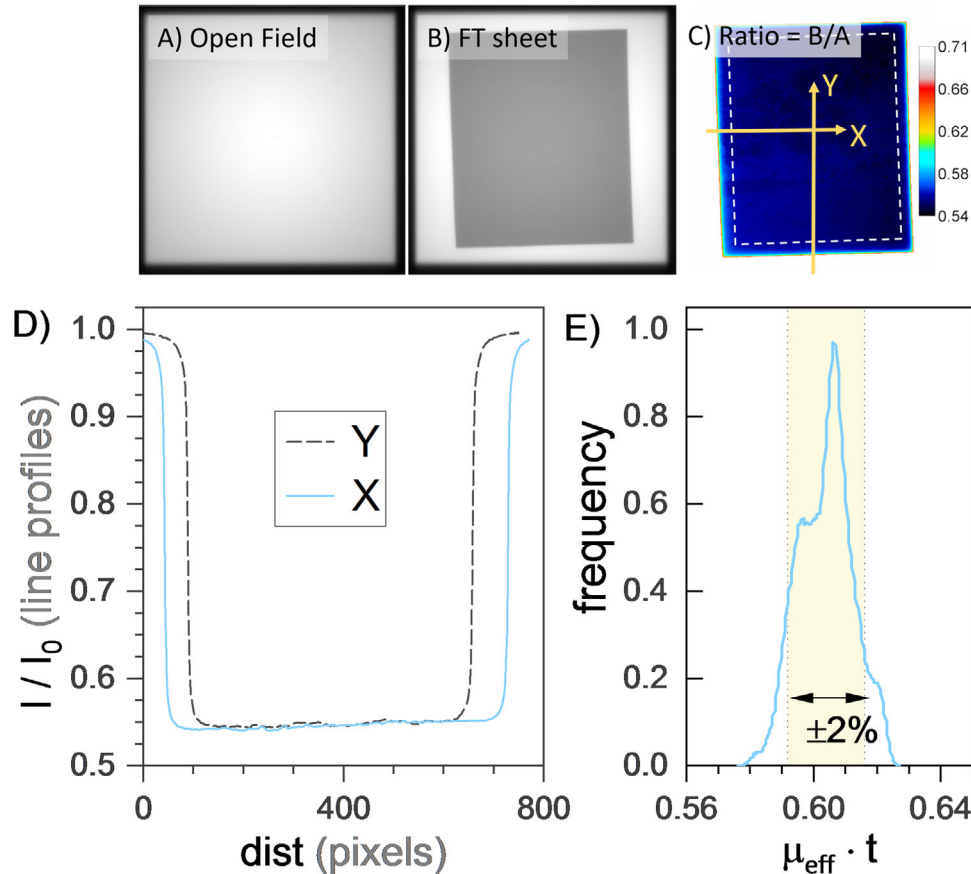 A) Open Field
B) FT sheet
C) Ratio = B/A
0.71
0.66
0.62
0.58
0.54
Y
X
D)
1.0
0.9
0.8
0.7
0.6
0.5
I / I₀ (line profiles)
Y
X
0
400
800
dist (pixels)
E)
1.0
0.8
0.6
0.4
0.2
0.0
frequency
±2%
0.56
0.60
0.64
μeff · t